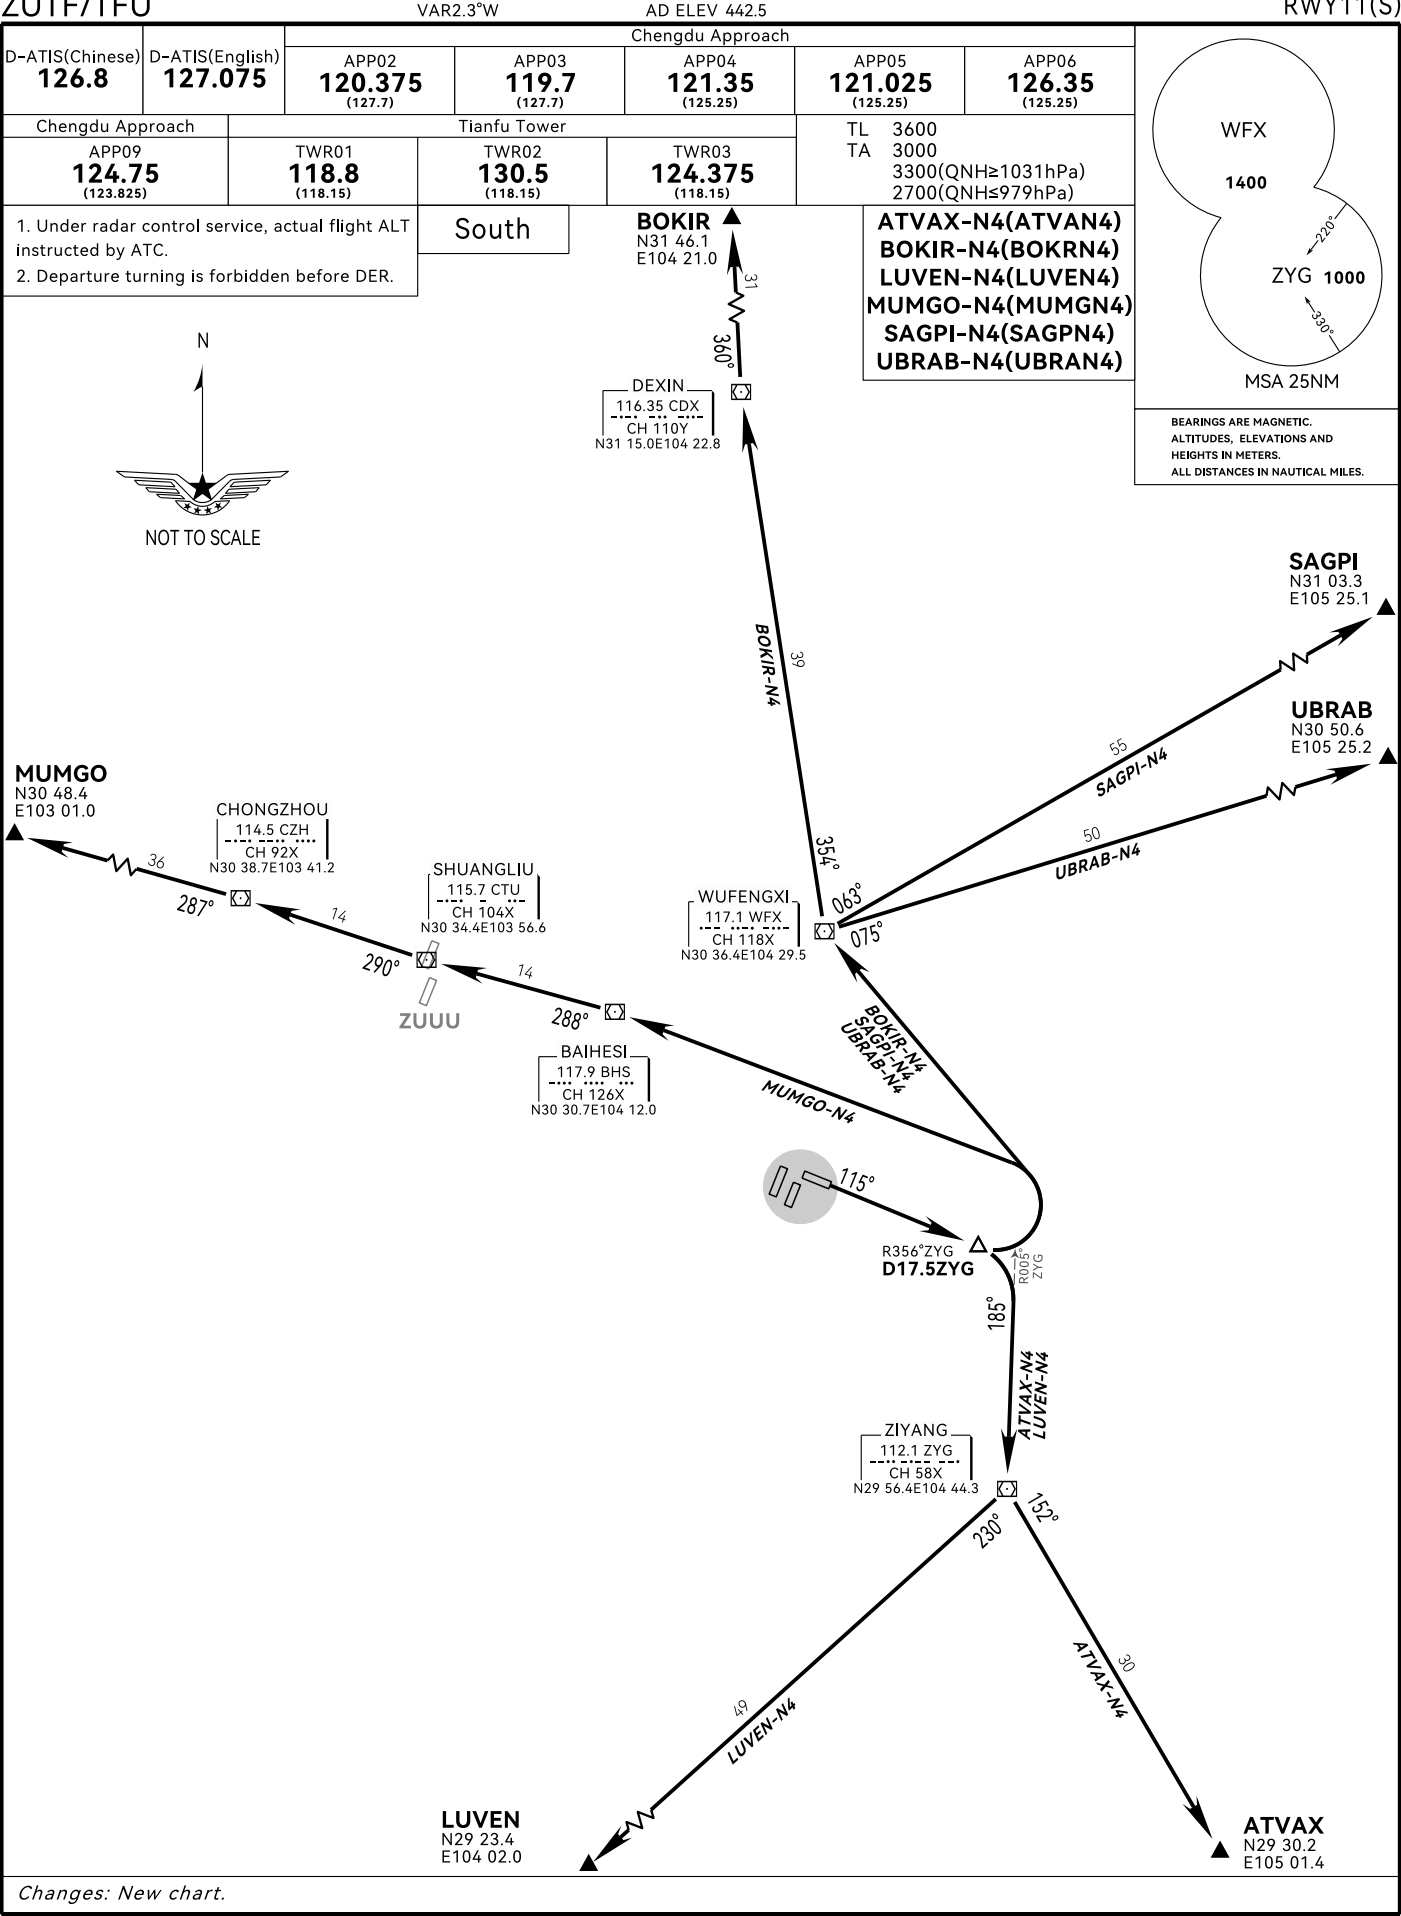 ZUTF/TFU
VAR2.3°W
AD ELEV 442.5
RWY11(S)
D-ATIS(Chinese)
126.8
D-ATIS(English)
127.075
Chengdu Approach
APP02
120.375
(127.7)
APP03
119.7
(127.7)
APP04
121.35
(125.25)
APP05
121.025
(125.25)
APP06
126.35
(125.25)
Chengdu Approach
APP09
124.75
(123.825)
Tianfu Tower
TWR01
118.8
(118.15)
TWR02
130.5
(118.15)
TWR03
124.375
(118.15)
TL 3600
TA 3000
3300(QNH≥1031hPa)
2700(QNH≤979hPa)
WFX
1400
220°
ZYG 1000
330°
MSA 25NM
BEARINGS ARE MAGNETIC.
ALTITUDES, ELEVATIONS AND
HEIGHTS IN METERS.
ALL DISTANCES IN NAUTICAL MILES.
1. Under radar control service, actual flight ALT
instructed by ATC.
2. Departure turning is forbidden before DER.
South
ATVAX-N4(ATVAN4)
BOKIR-N4(BOKRN4)
LUVEN-N4(LUVEN4)
MUMGO-N4(MUMGN4)
SAGPI-N4(SAGPN4)
UBRAB-N4(UBRAN4)
BOKIR
N31 46.1
E104 21.0
31
360°
N
NOT TO SCALE
DEXIN
116.35 CDX
CH 110Y
N31 15.0E104 22.8
BOKIR-N4
39
354°
SAGPI
N31 03.3
E105 25.1
55
SAGPI-N4
063°
UBRAB
N30 50.6
E105 25.2
50
UBRAB-N4
075°
MUMGO
N30 48.4
E103 01.0
36
287°
CHONGZHOU
114.5 CZH
CH 92X
N30 38.7E103 41.2
14
290°
SHUANGLIU
115.7 CTU
CH 104X
N30 34.4E103 56.6
ZUUU
14
288°
WUFENGXI
117.1 WFX
CH 118X
N30 36.4E104 29.5
BAIHESI
117.9 BHS
CH 126X
N30 30.7E104 12.0
BOKIR-N4
SAGPI-N4
UBRAB-N4
MUMGO-N4
115°
R356°ZYG
D17.5ZYG
R005°
ZYG
185°
ATVAX-N4
LUVEN-N4
ZIYANG
112.1 ZYG
CH 58X
N29 56.4E104 44.3
152°
230°
30
ATVAX-N4
49
LUVEN-N4
LUVEN
N29 23.4
E104 02.0
ATVAX
N29 30.2
E105 01.4
Changes: New chart.